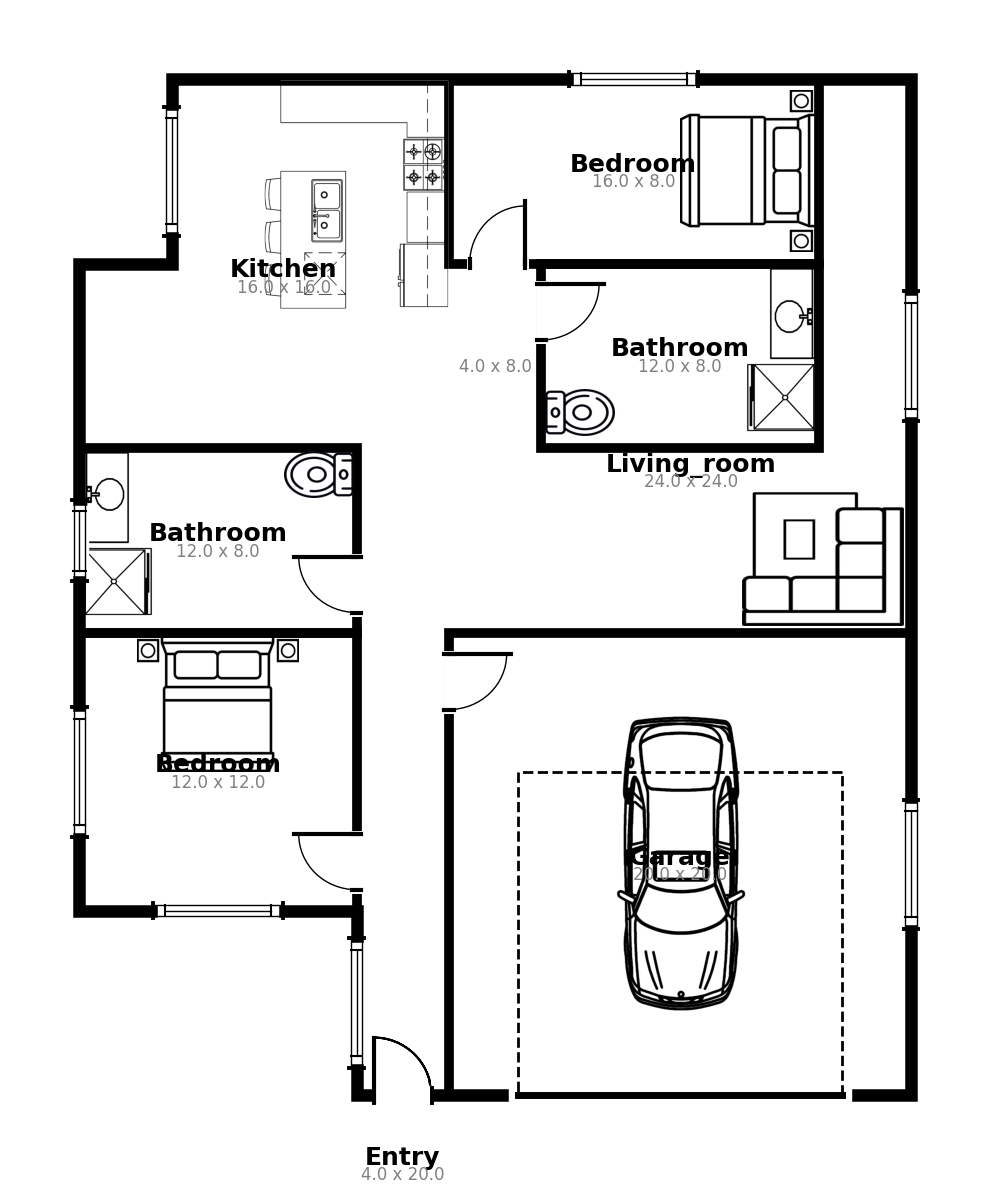 Bedroom
16.0 x 8.0
Kitchen
16.0 x 16.0
Bathroom
12.0 x 8.0
4.0 x 8.0
Living_room
24.0 x 24.0
Bathroom
12.0 x 8.0
Bedroom
12.0 x 12.0
Garage
20.0 x 20.0
Entry
4.0 x 20.0